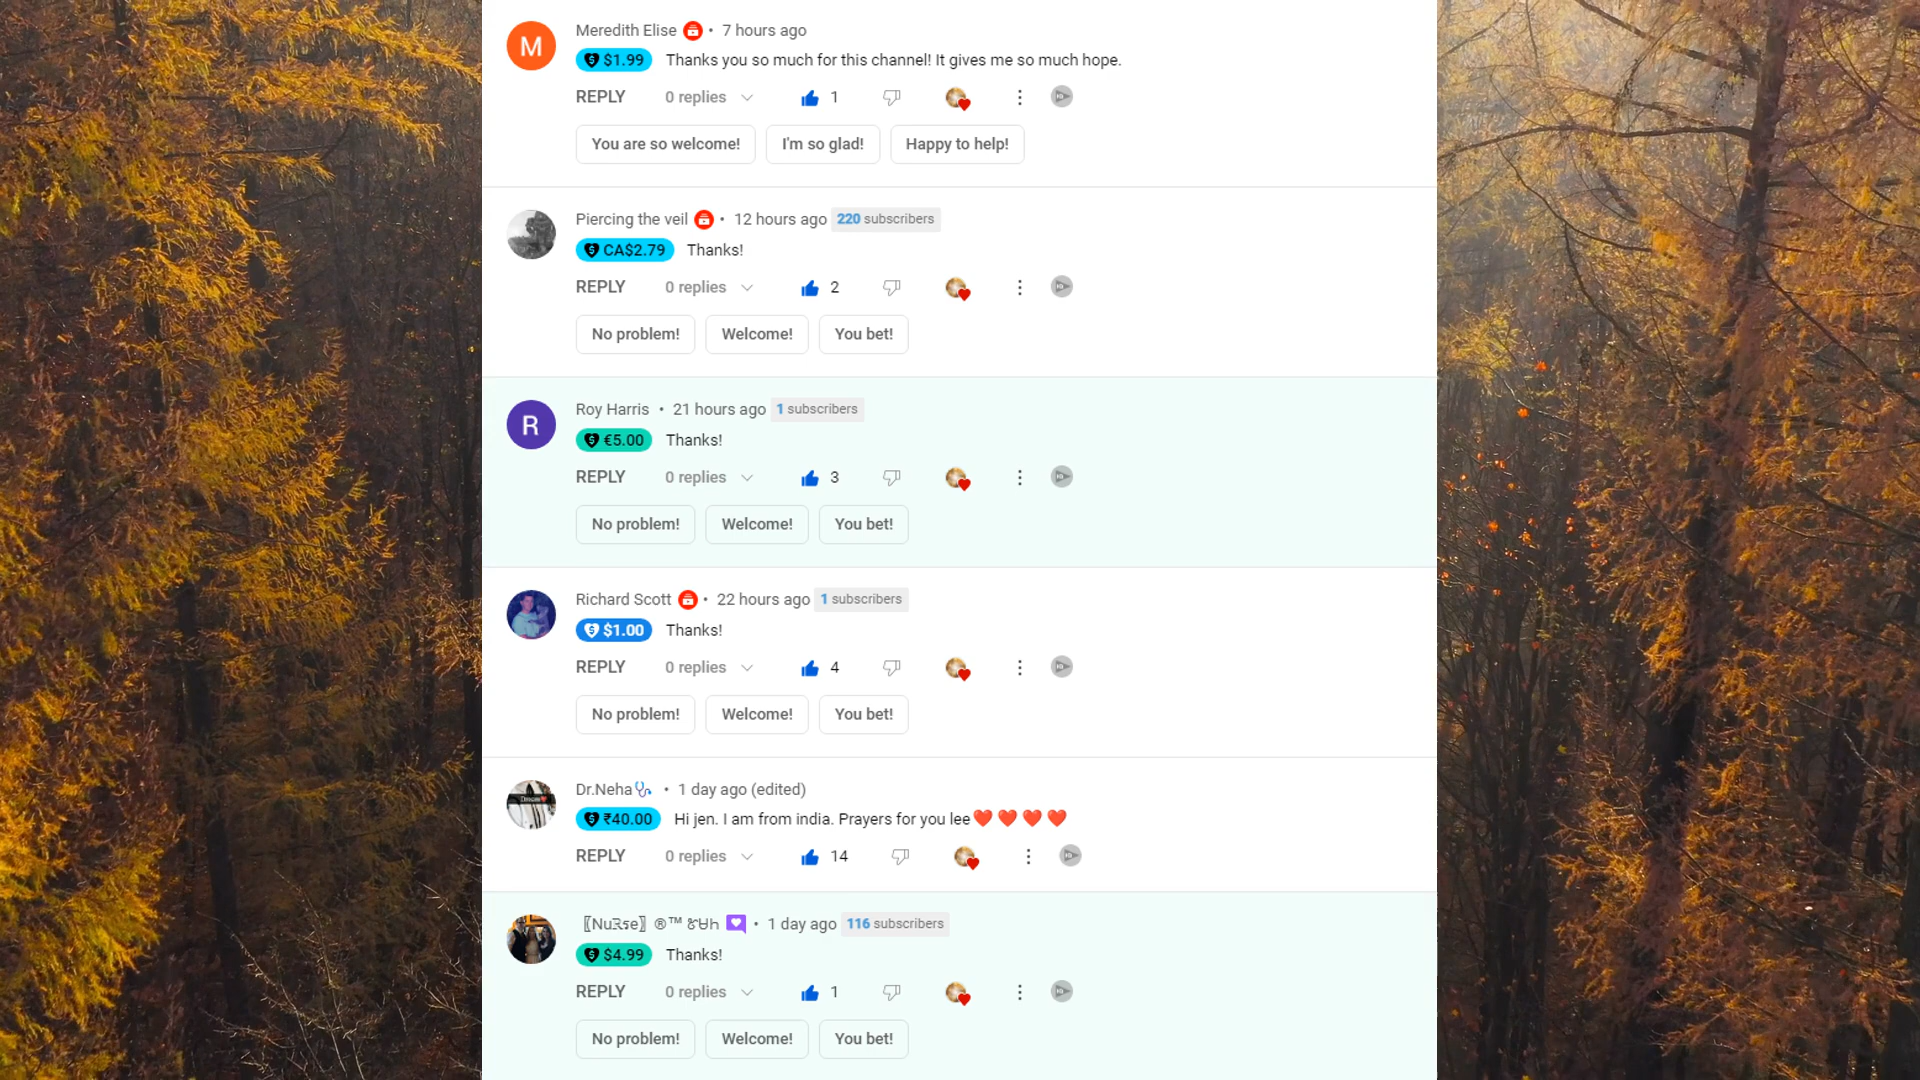 M
Meredith Elise • 7 hours ago
$1.99 Thanks you so much for this channel! It gives me so much hope.
REPLY 0 replies 1
You are so welcome! I'm so glad! Happy to help!
Piercing the veil • 12 hours ago 220 subscribers
CA$2.79 Thanks!
REPLY 0 replies 2
No problem! Welcome! You bet!
R
Roy Harris • 21 hours ago 1 subscribers
€5.00 Thanks!
REPLY 0 replies 3
No problem! Welcome! You bet!
Richard Scott • 22 hours ago 1 subscribers
$1.00 Thanks!
REPLY 0 replies 4
No problem! Welcome! You bet!
Dr.Neha🩺 • 1 day ago (edited)
₹40.00 Hi jen. I am from india. Prayers for you lee❤️ ❤️ ❤️ ❤️
REPLY 0 replies 14
®™ • 1 day ago 116 subscribers
$4.99 Thanks!
REPLY 0 replies 1
No problem! Welcome! You bet!